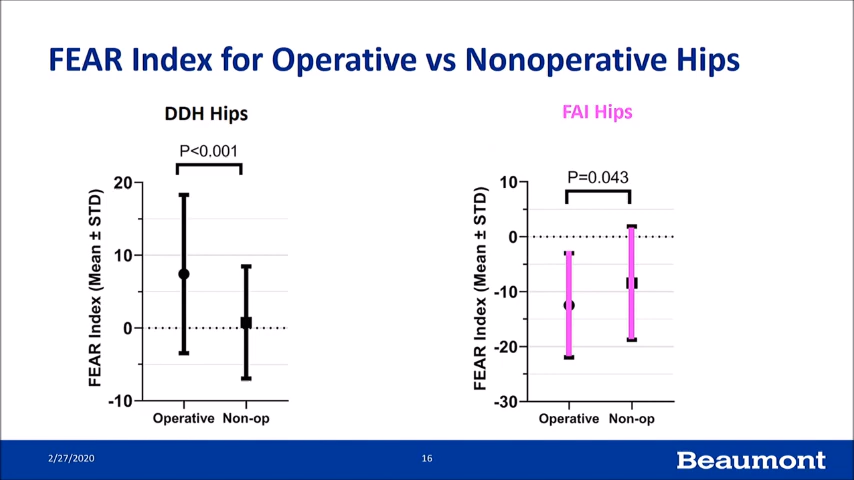 FEAR Index for Operative vs Nonoperative Hips
DDH Hips
P<0.001
FEAR Index (Mean ± STD)
20
10
0
-10
Operative
Non-op
FAI Hips
P=0.043
FEAR Index (Mean ± STD)
10
0
-10
-20
-30
Operative
Non-op
2/27/2020
16
Beaumont